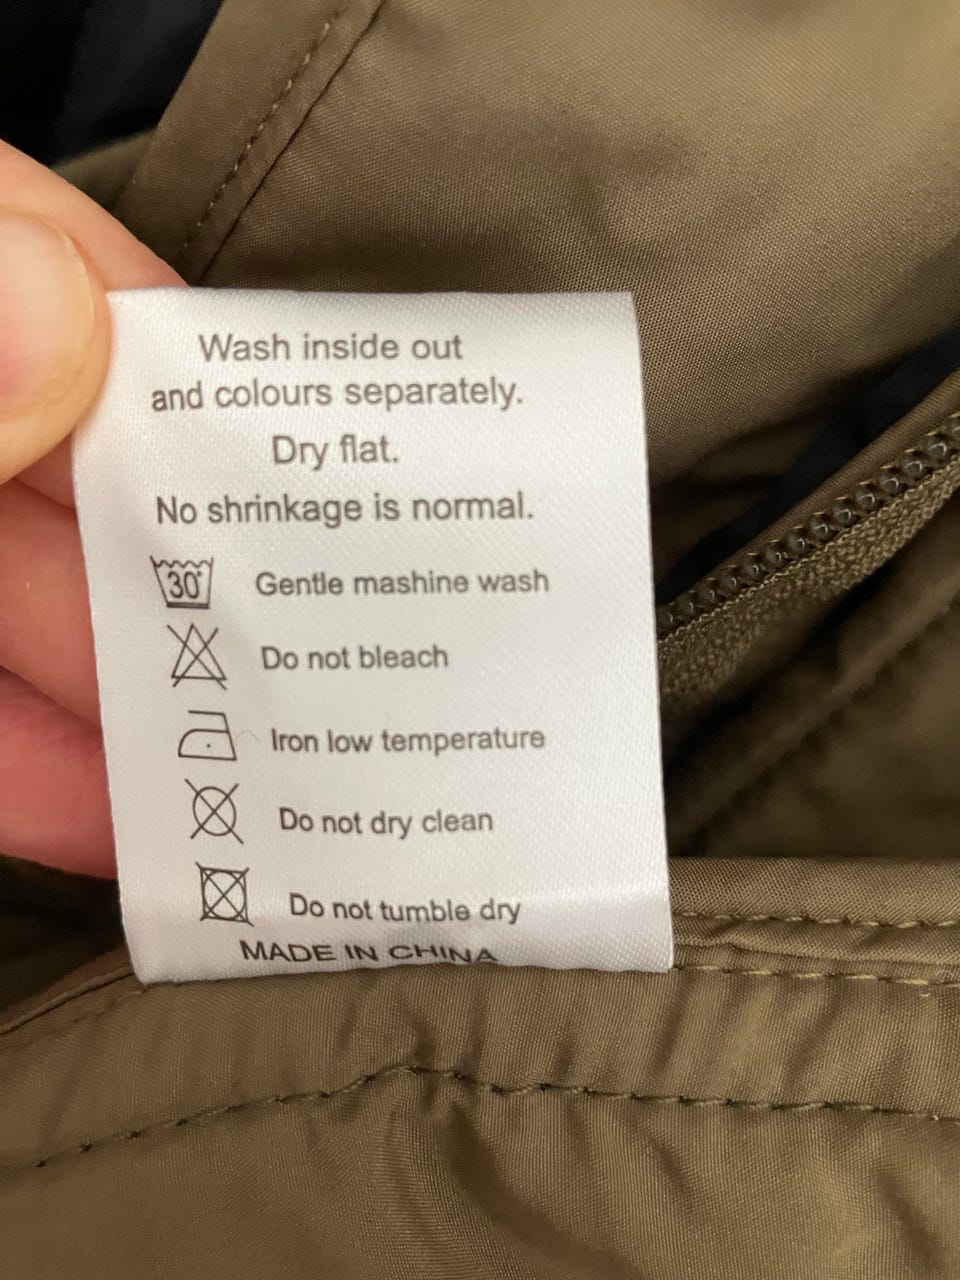 Wash inside out
and colours separately.
Dry flat.
No shrinkage is normal.
30° Gentle mashine wash
Do not bleach
Iron low temperature
Do not dry clean
Do not tumble dry
MADE IN CHINA